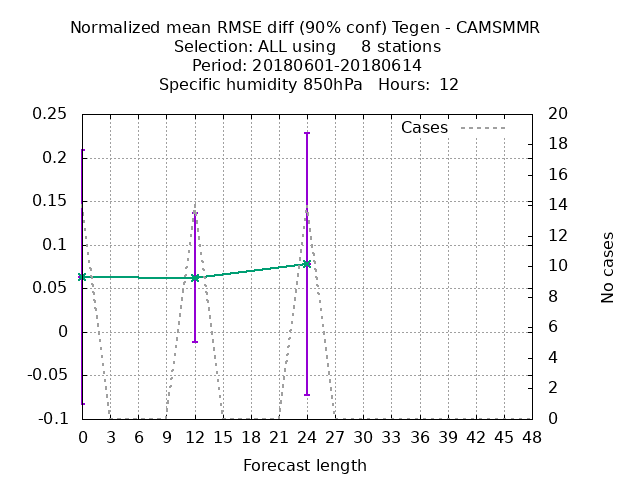 Normalized mean RMSE diff (90% conf) Tegen - CAMSMMR
Selection: ALL using 8 stations
Period: 20180601-20180614
Specific humidity 850hPa Hours: 12
Cases
0.25
0.2
0.15
0.1
0.05
0
-0.05
-0.1
20
18
16
14
12
10
8
6
4
2
0
No cases
0 3 6 9 12 15 18 21 24 27 30 33 36 39 42 45 48
Forecast length